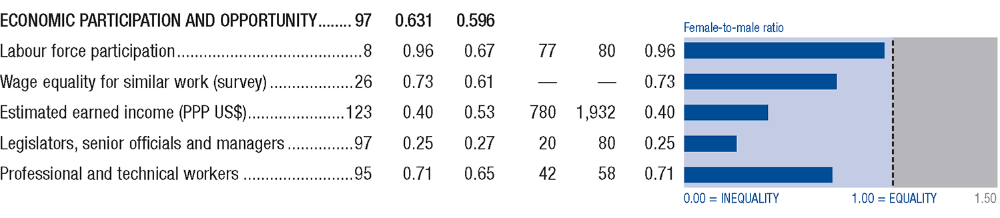 ECONOMIC PARTICIPATION AND OPPORTUNITY........ 97 0.631 0.596
Female-to-male ratio
Labour force participation...........................................8 0.96 0.67 77 80 0.96
Wage equality for similar work (survey)...................26 0.73 0.61 — — 0.73
Estimated earned income (PPP US$)......................123 0.40 0.53 780 1,932 0.40
Legislators, senior officials and managers ...............97 0.25 0.27 20 80 0.25
Professional and technical workers .........................95 0.71 0.65 42 58 0.71
0.00 = INEQUALITY 1.00 = EQUALITY 1.50